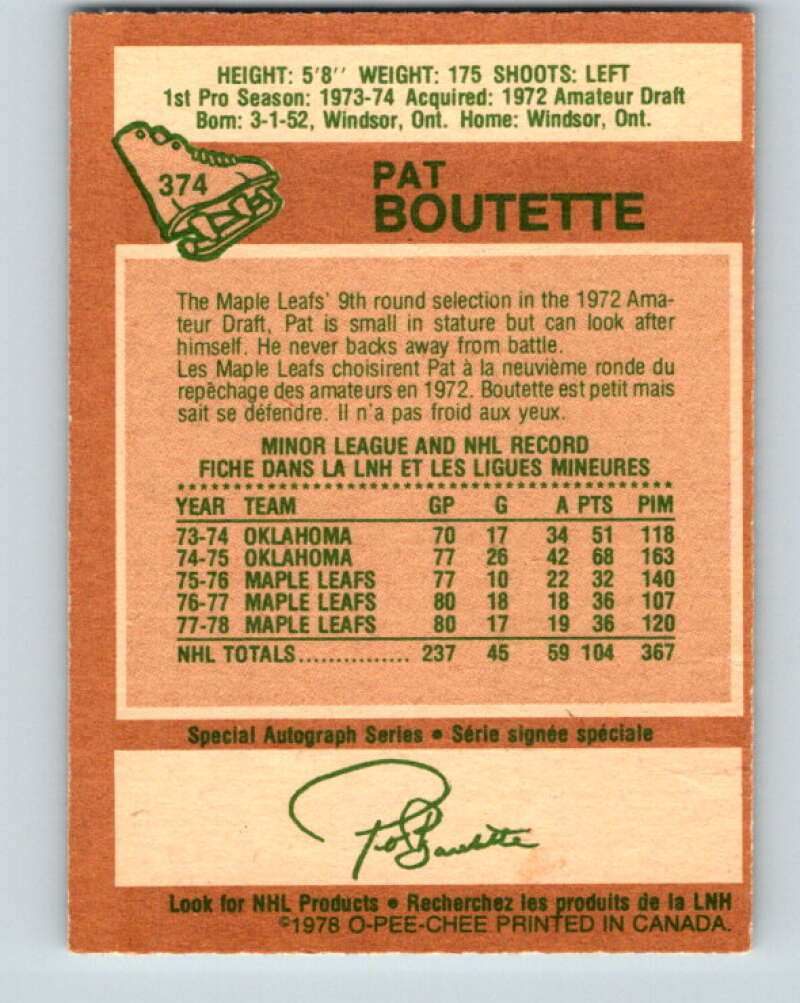 HEIGHT: 5'8'' WEIGHT: 175 SHOOTS: LEFT
1st Pro Season: 1973-74 Acquired: 1972 Amateur Draft
Born: 3-1-52, Windsor, Ont. Home: Windsor, Ont.
374
PAT
BOUTETTE
The Maple Leafs' 9th round selection in the 1972 Ama-
teur Draft, Pat is small in stature but can look after
himself. He never backs away from battle.
Les Maple Leafs choisirent Pat à la neuvième ronde du
repêchage des amateurs en 1972. Boutette est petit mais
sait se défendre. Il n'a pas froid aux yeux.
MINOR LEAGUE AND NHL RECORD
FICHE DANS LA LNH ET LES LIGUES MINEURES
YEAR TEAM GP G A PTS PIM
73-74 OKLAHOMA 70 17 34 51 118
74-75 OKLAHOMA 77 26 42 68 163
75-76 MAPLE LEAFS 77 10 22 32 140
76-77 MAPLE LEAFS 80 18 18 36 107
77-78 MAPLE LEAFS 80 17 19 36 120
NHL TOTALS............... 237 45 59 104 367
Special Autograph Series • Série signée spéciale
Pat Boutette
Look for NHL Products • Recherchez les produits de la LNH
©1978 O-PEE-CHEE PRINTED IN CANADA.